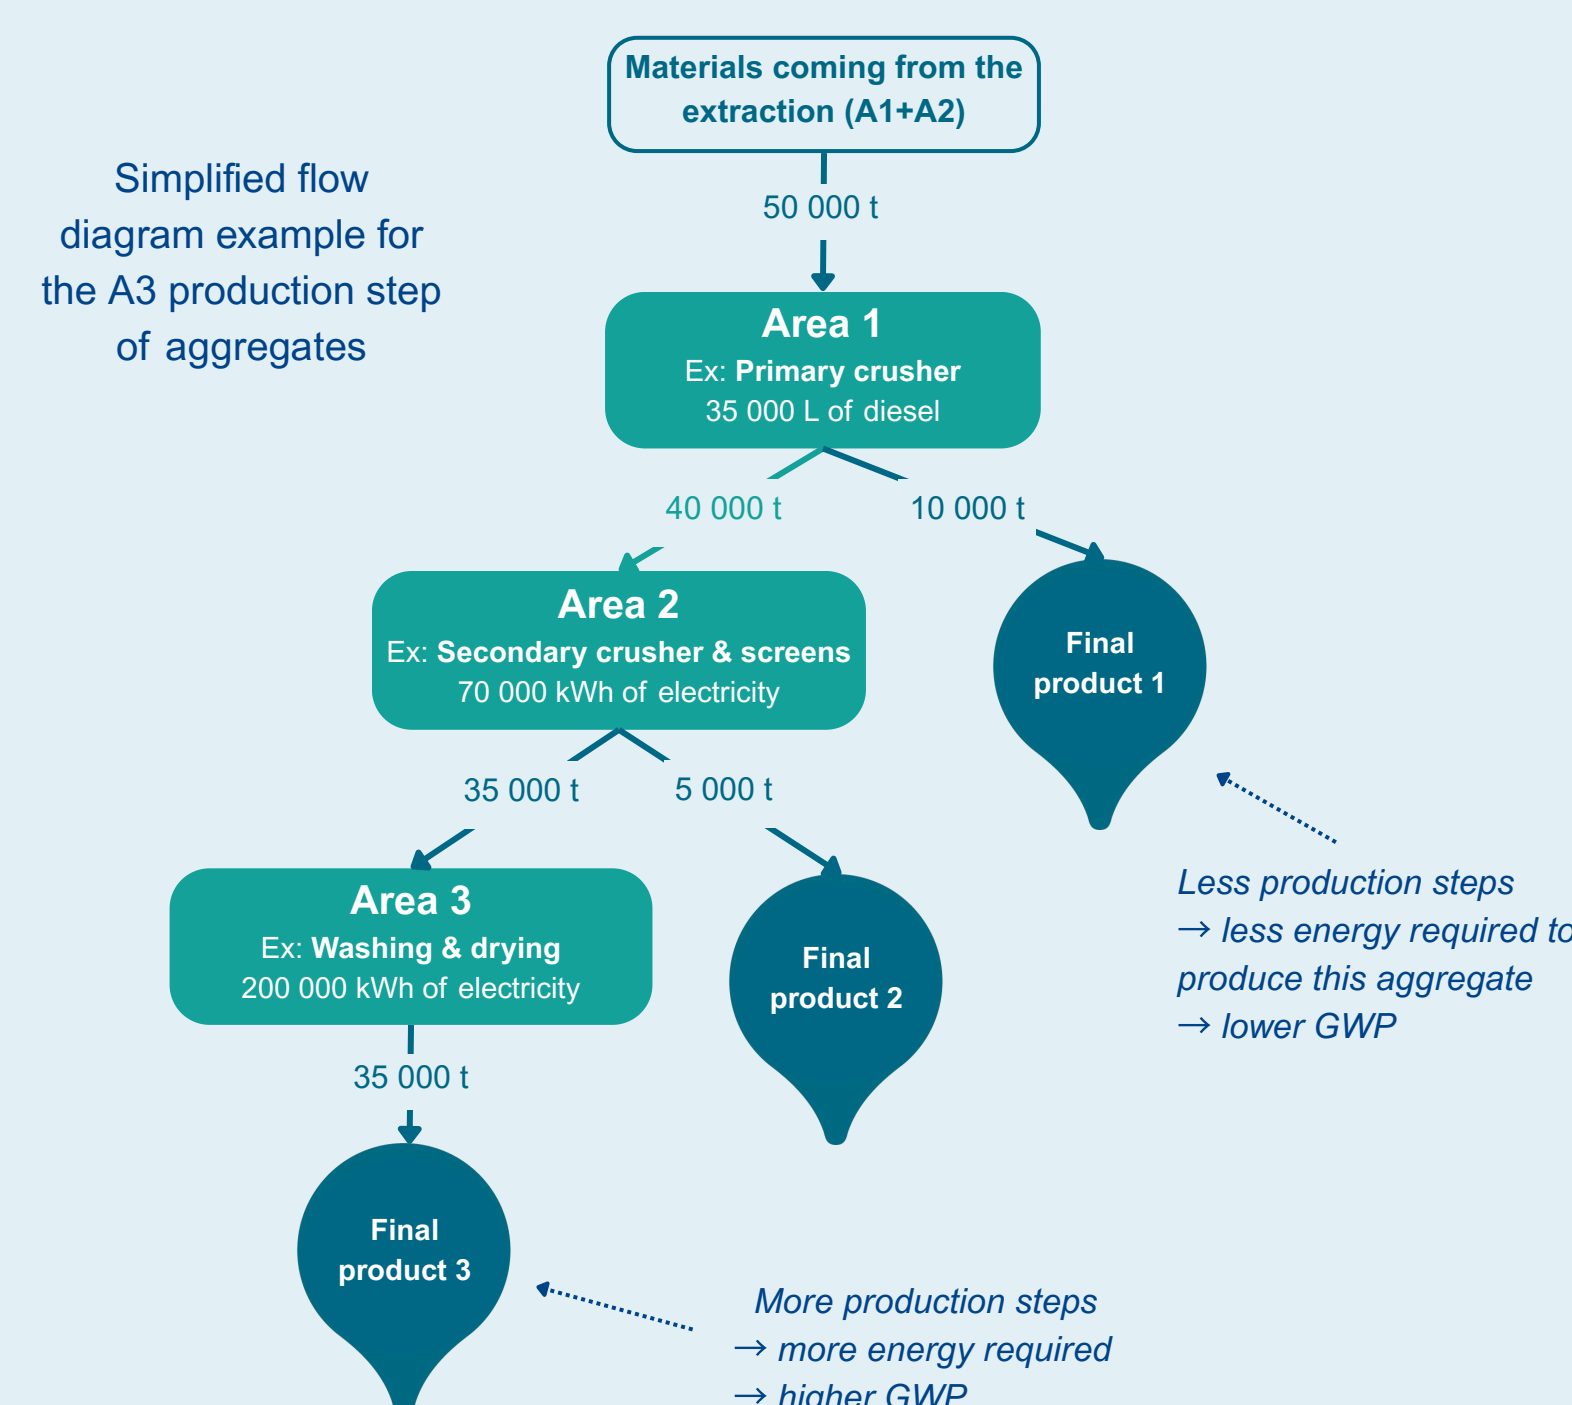 Materials coming from the
extraction (A1+A2)
Simplified flow
diagram example for
the A3 production step
of aggregates
50 000 t
Area 1
Ex: Primary crusher
35 000 L of diesel
40 000 t
10 000 t
Area 2
Ex: Secondary crusher & screens
70 000 kWh of electricity
Final
product 1
35 000 t
5 000 t
Area 3
Ex: Washing & drying
200 000 kWh of electricity
Final
product 2
Less production steps
→ less energy required to
produce this aggregate
→ lower GWP
35 000 t
Final
product 3
More production steps
→ more energy required
→ higher GWP